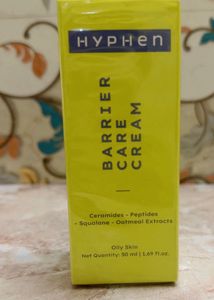 HYPHEN
BARRIER
CARE
CREAM
Ceramides - Peptides
- Squalane - Oatmeal Extracts
Oily Skin
Net Quantity: 50 ml | 1.69 fl.oz.